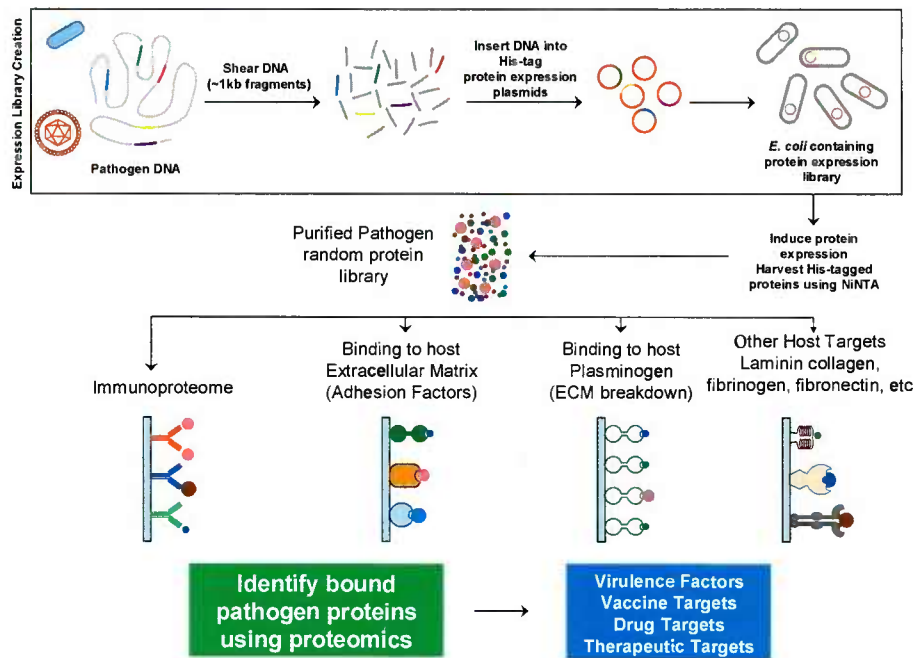 Expression Library Creation
Pathogen DNA
Shear DNA
(~1kb fragments)
Insert DNA into
His-tag
protein expression
plasmids
E. coli containing
protein expression
library
Induce protein
expression
Harvest His-tagged
proteins using NiNTA
Purified Pathogen
random protein
library
Immunoproteome
Binding to host
Extracellular Matrix
(Adhesion Factors)
Binding to host
Plasminogen
(ECM breakdown)
Other Host Targets
Laminin collagen,
fibrinogen, fibronectin, etc
Identify bound
pathogen proteins
using proteomics
Virulence Factors
Vaccine Targets
Drug Targets
Therapeutic Targets